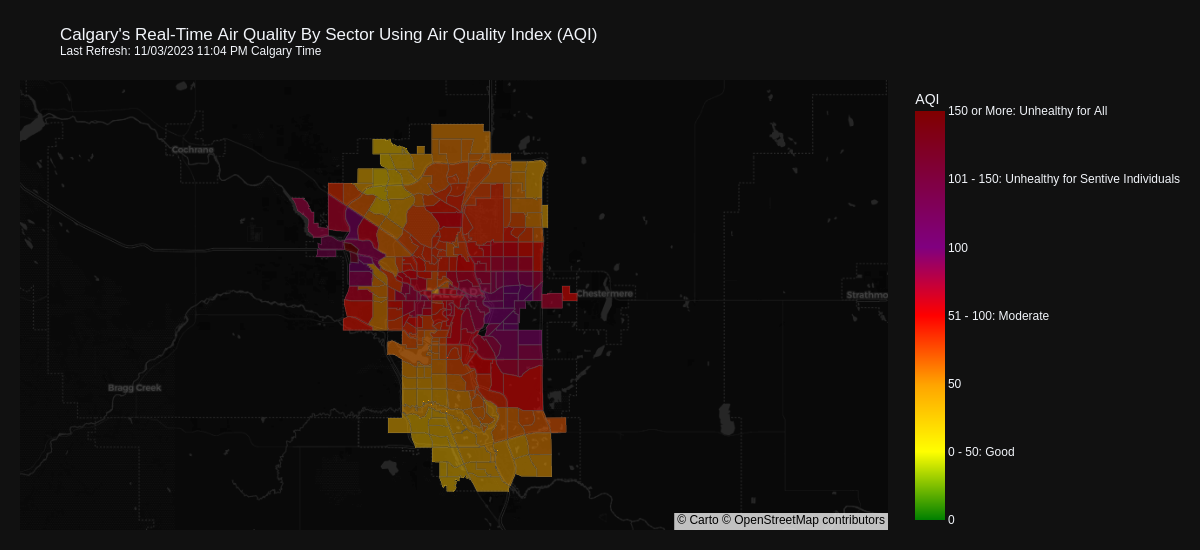 Calgary's Real-Time Air Quality By Sector Using Air Quality Index (AQI)
Last Refresh: 11/03/2023 11:04 PM Calgary Time
AQI
150 or More: Unhealthy for All
Cochrane
101 - 150: Unhealthy for Sentive Individuals
100
CALGARY
Chestermere
Strathmo
51 - 100: Moderate
50
Bragg Creek
0 - 50: Good
0
© Carto © OpenStreetMap contributors